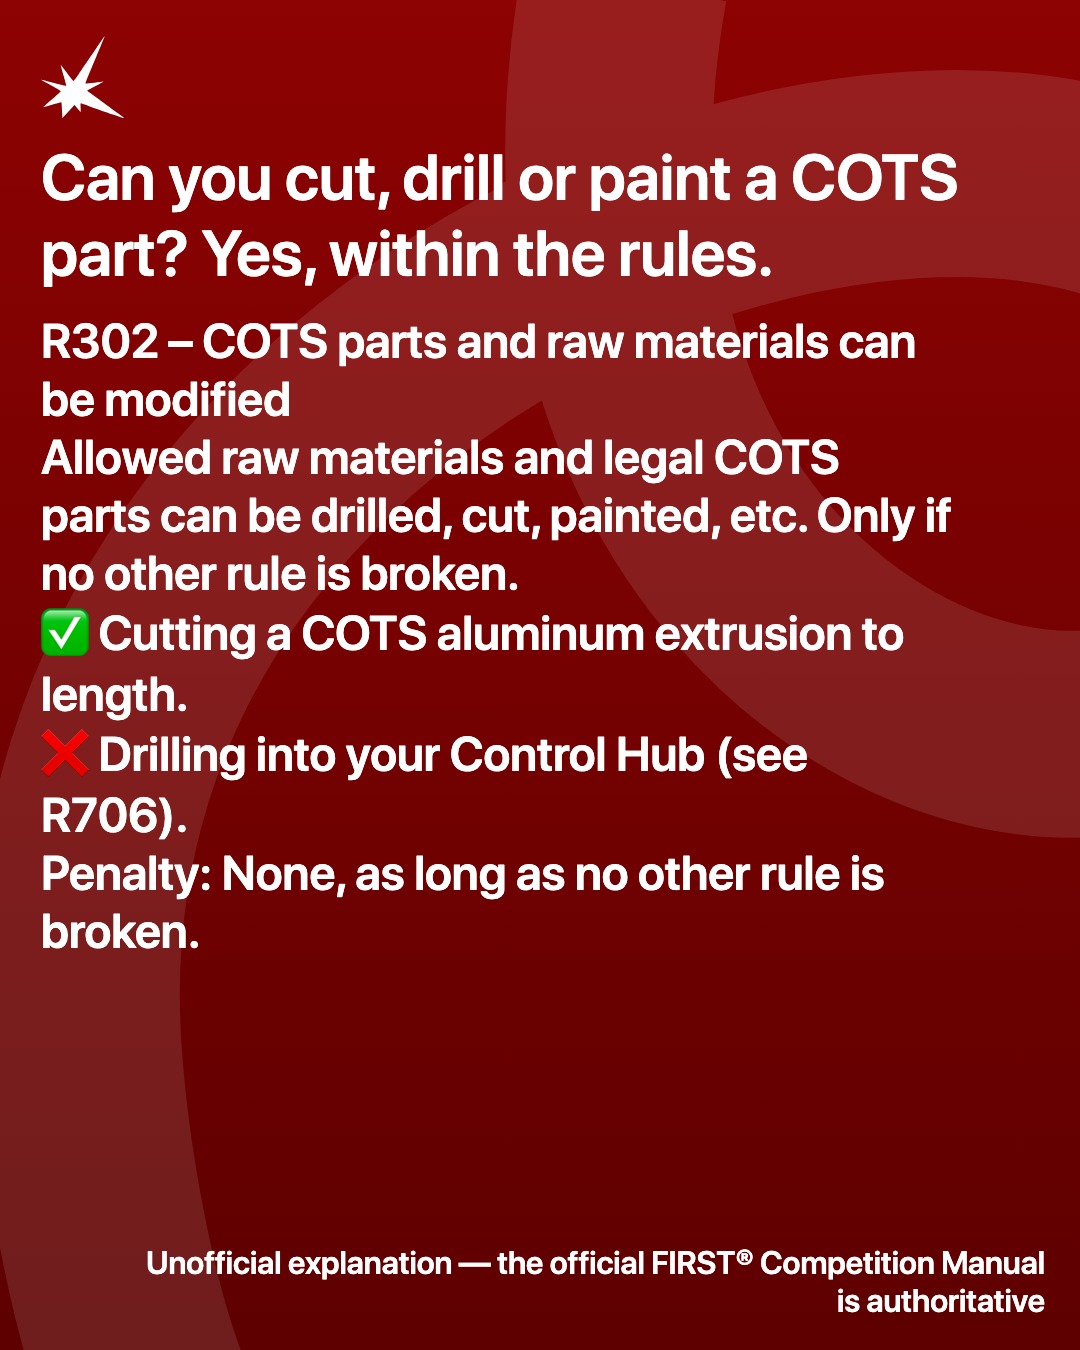 Can you cut, drill or paint a COTS
part? Yes, within the rules.
R302 – COTS parts and raw materials can
be modified
Allowed raw materials and legal COTS
parts can be drilled, cut, painted, etc. Only if
no other rule is broken.
✅ Cutting a COTS aluminum extrusion to
length.
❌ Drilling into your Control Hub (see
R706).
Penalty: None, as long as no other rule is
broken.
Unofficial explanation — the official FIRST® Competition Manual
is authoritative